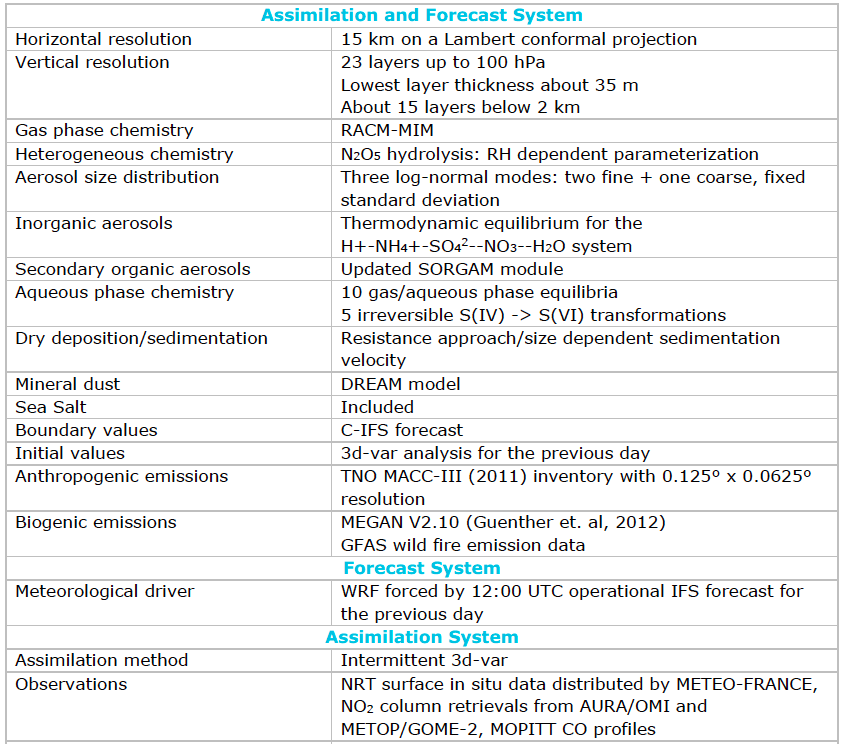 Assimilation and Forecast System
Horizontal resolution 15 km on a Lambert conformal projection
Vertical resolution 23 layers up to 100 hPa
Lowest layer thickness about 35 m
About 15 layers below 2 km
Gas phase chemistry RACM-MIM
Heterogeneous chemistry N₂O₅ hydrolysis: RH dependent parameterization
Aerosol size distribution Three log-normal modes: two fine + one coarse, fixed
standard deviation
Inorganic aerosols Thermodynamic equilibrium for the
H+-NH₄+-SO₄²--NO₃--H₂O system
Secondary organic aerosols Updated SORGAM module
Aqueous phase chemistry 10 gas/aqueous phase equilibria
5 irreversible S(IV) -> S(VI) transformations
Dry deposition/sedimentation Resistance approach/size dependent sedimentation
velocity
Mineral dust DREAM model
Sea Salt Included
Boundary values C-IFS forecast
Initial values 3d-var analysis for the previous day
Anthropogenic emissions TNO MACC-III (2011) inventory with 0.125º x 0.0625º
resolution
Biogenic emissions MEGAN V2.10 (Guenther et. al, 2012)
GFAS wild fire emission data
Forecast System
Meteorological driver WRF forced by 12:00 UTC operational IFS forecast for
the previous day
Assimilation System
Assimilation method Intermittent 3d-var
Observations NRT surface in situ data distributed by METEO-FRANCE,
NO₂ column retrievals from AURA/OMI and
METOP/GOME-2, MOPITT CO profiles